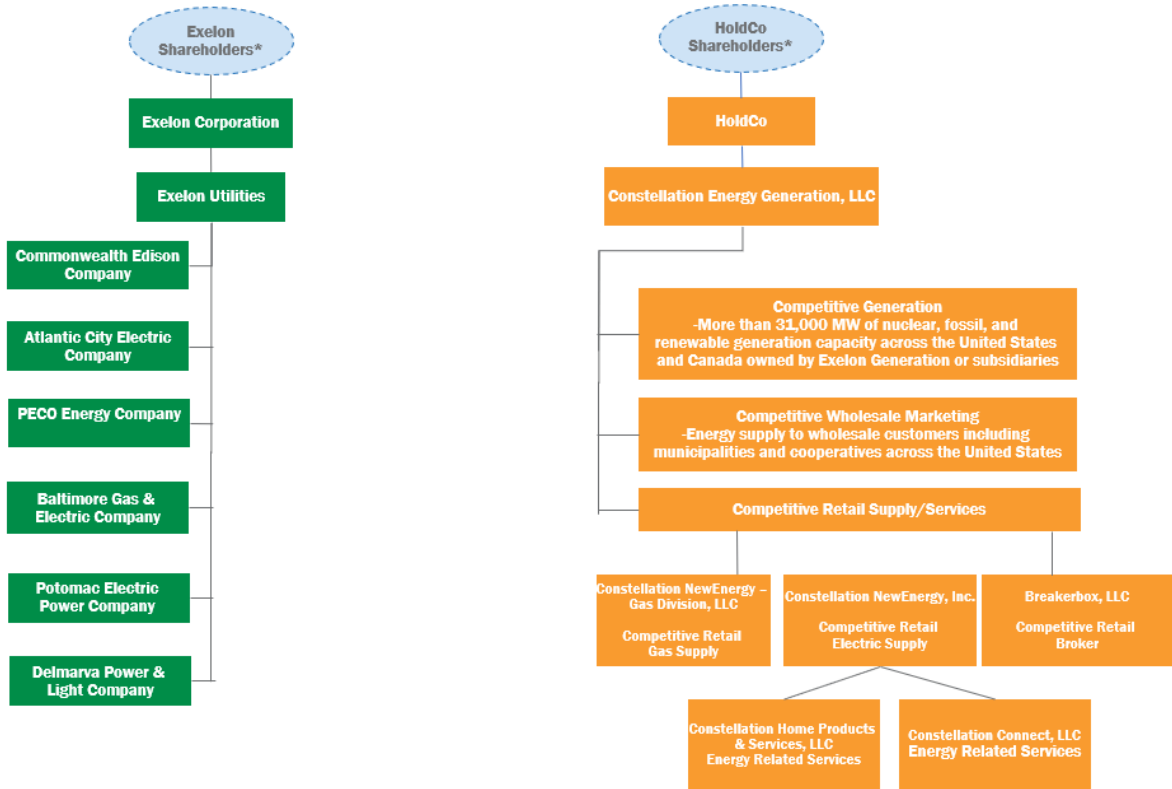 Exelon
Shareholders*
Exelon Corporation
Exelon Utilities
Commonwealth Edison
Company
Atlantic City Electric
Company
PECO Energy Company
Baltimore Gas &
Electric Company
Potomac Electric
Power Company
Delmarva Power &
Light Company
HoldCo
Shareholders*
HoldCo
Constellation Energy Generation, LLC
Competitive Generation
-More than 31,000 MW of nuclear, fossil, and
renewable generation capacity across the United States
and Canada owned by Exelon Generation or subsidiaries
Competitive Wholesale Marketing
-Energy supply to wholesale customers including
municipalities and cooperatives across the United States
Competitive Retail Supply/Services
Constellation NewEnergy –
Gas Division, LLC
Competitive Retail
Gas Supply
Constellation NewEnergy, Inc.
Competitive Retail
Electric Supply
Breakerbox, LLC
Competitive Retail
Broker
Constellation Home Products
& Services, LLC
Energy Related Services
Constellation Connect, LLC
Energy Related Services